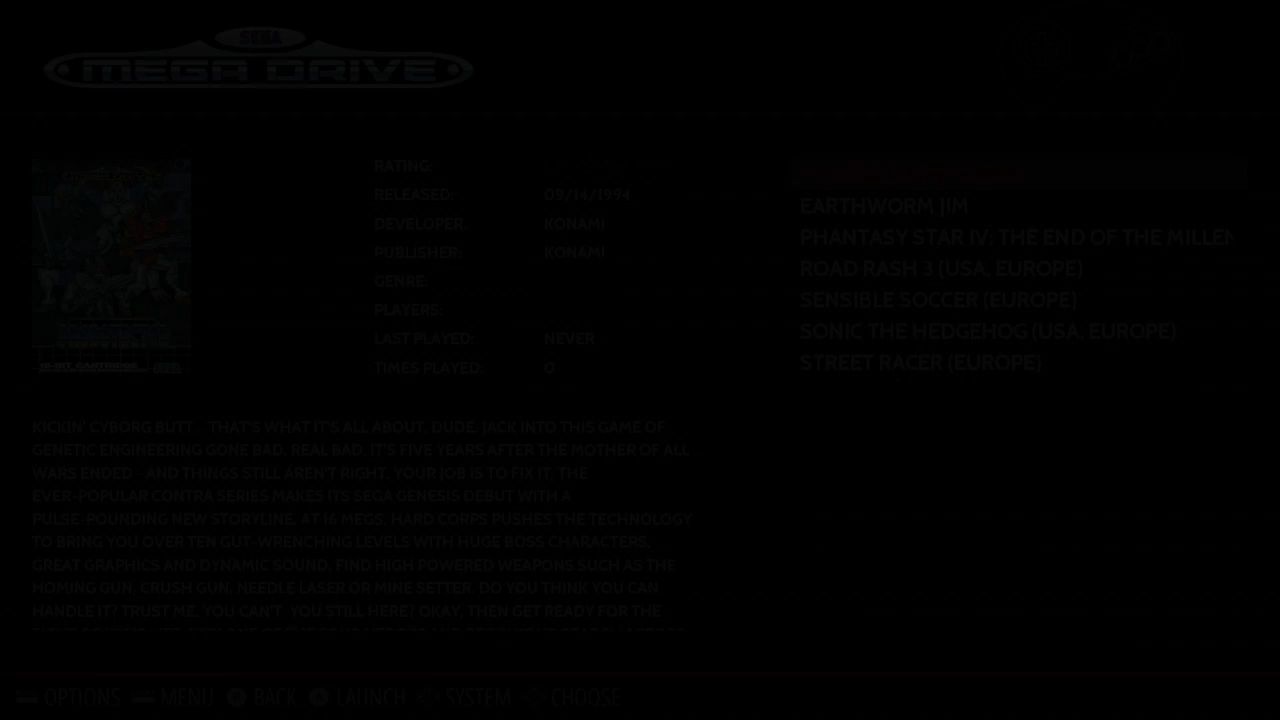 SEGA
MEGA DRIVE
RATING:
RELEASED: 09/14/1994
DEVELOPER: KONAMI
PUBLISHER: KONAMI
GENRE:
PLAYERS:
LAST PLAYED: NEVER
TIMES PLAYED: 0
EARTHWORM JIM
PHANTASY STAR IV: THE END OF THE MILLEN
ROAD RASH 3 (USA, EUROPE)
SENSIBLE SOCCER (EUROPE)
SONIC THE HEDGEHOG (USA, EUROPE)
STREET RACER (EUROPE)
16-BIT CARTRIDGE
KICKIN' CYBORG BUTT... THAT'S WHAT IT'S ALL ABOUT, DUDE. JACK INTO THIS GAME OF
GENETIC ENGINEERING GONE BAD. REAL BAD. IT'S FIVE YEARS AFTER THE MOTHER OF ALL
WARS ENDED - AND THINGS STILL AREN'T RIGHT. YOUR JOB IS TO FIX IT. THE
EVER-POPULAR CONTRA SERIES MAKES ITS SEGA GENESIS DEBUT WITH A
PULSE-POUNDING NEW STORYLINE. AT 16 MEGS, HARD CORPS PUSHES THE TECHNOLOGY
TO BRING YOU OVER TEN GUT-WRENCHING LEVELS WITH HUGE BOSS CHARACTERS,
GREAT GRAPHICS AND DYNAMIC SOUND. FIND HIGH POWERED WEAPONS SUCH AS THE
HOMING GUN, CRUSH GUN, NEEDLE LASER OR MINE SETTER. DO YOU THINK YOU CAN
HANDLE IT? TRUST ME, YOU CAN'T. YOU STILL HERE? OKAY, THEN GET READY FOR THE
OPTIONS MENU BACK LAUNCH SYSTEM CHOOSE